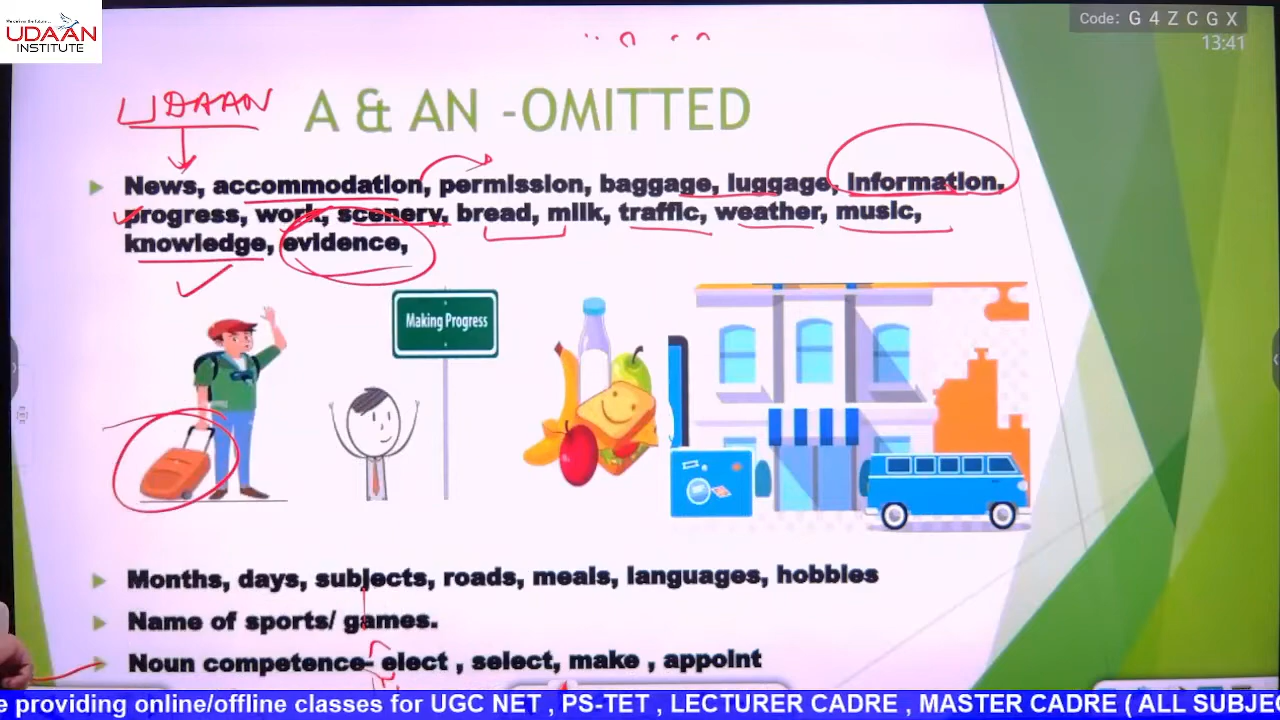 UDAAN
INSTITUTE
Code: G 4 Z C G X
13:41
UDAAN
A & AN -OMITTED
News, accommodation, permission, baggage, luggage, information.
progress, work, scenery, bread, milk, traffic, weather, music,
knowledge, evidence,
Making Progress
Months, days, subjects, roads, meals, languages, hobbies
Name of sports/ games.
Noun competence- elect , select, make , appoint
e providing online/offline classes for UGC NET , PS-TET , LECTURER CADRE , MASTER CADRE ( ALL SUBJE